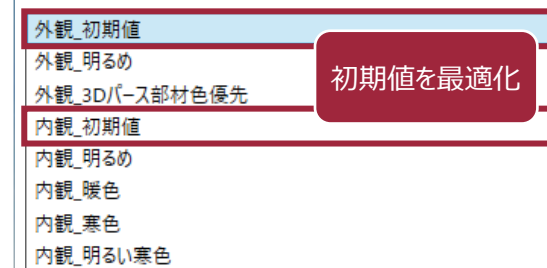 外観_初期値
外観_明るめ
外観_3Dパース部材色優先
内観_初期値
内観_明るめ
内観_暖色
内観_寒色
内観_明るい寒色
初期値を最適化